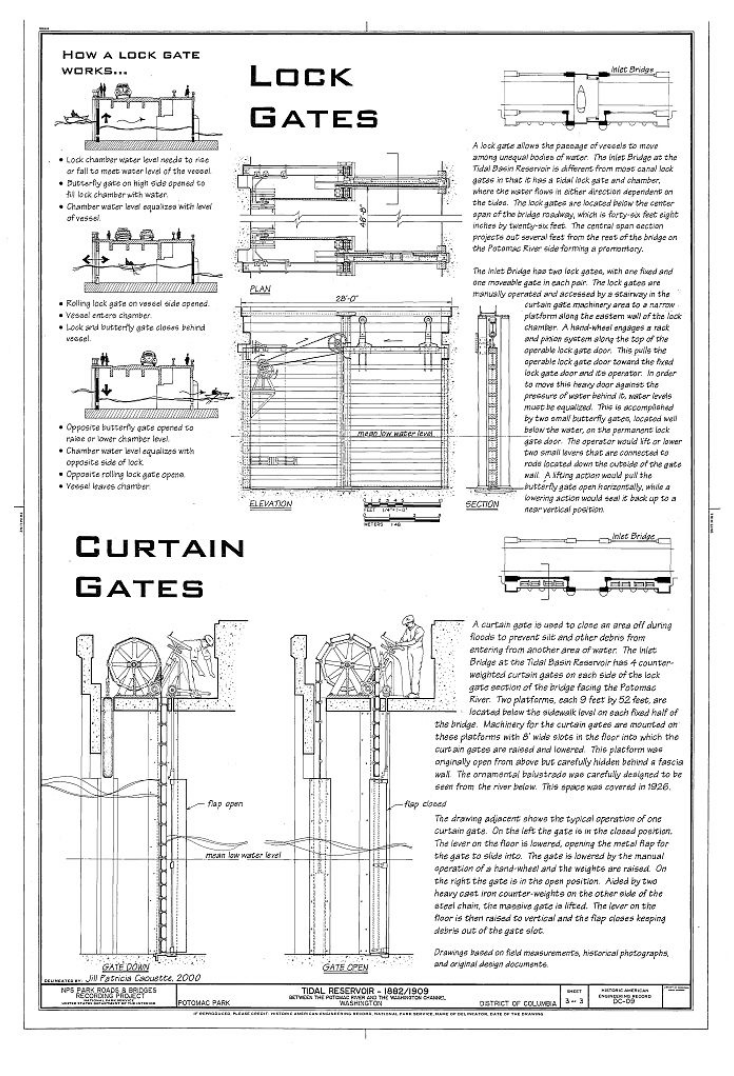 HOW A LOCK GATE
WORKS...
• Lock chamber water level needs to rise
or fall to meet water level of the vessel.
• Butterfly gate on high side opened to
fill lock chamber with water.
• Chamber water level equalizes with level
of vessel.
• Rolling lock gate on vessel side opened.
• Vessel enters chamber.
• Lock and butterfly gate closes behind
vessel.
• Opposite butterfly gate opened to
raise or lower chamber level.
• Chamber water level equalizes with
opposite side of lock.
• Opposite rolling lock gate opens.
• Vessel leaves chamber.
LOCK
GATES
46'-8"
PLAN
28'-0"
mean low water level
ELEVATION
FEET 1/4"=1'-0"
METERS 1:48
SECTION
Inlet Bridge
A lock gate allows the passage of vessels to move
among unequal bodies of water. The Inlet Bridge at the
Tidal Basin Reservoir is different from most canal lock
gates in that it has a tidal lock gate and chamber,
where the water flows in either direction dependent on
the tides. The lock gates are located below the center
span of the bridge roadway, which is forty-six feet eight
inches by twenty-six feet. The central span section
projects out several feet from the rest of the bridge on
the Potomac River side forming a promontory.
The Inlet Bridge has two lock gates, with one fixed and
one moveable gate in each pair. The lock gates are
manually operated and accessed by a stairway in the
curtain gate machinery area to a narrow
platform along the eastern wall of the lock
chamber. A hand-wheel engages a rack
and pinion system along the top of the
operable lock gate door. This pulls the
operable lock gate door toward the fixed
lock gate door and its operator. In order
to move this heavy door against the
pressure of water behind it, water levels
must be equalized. This is accomplished
by two small butterfly gates, located well
below the water, on the permanent lock
gate door. The operator would lift or lower
two small levers that are connected to
rods located down the outside of the gate
wall. A lifting action would pull the
butterfly gate open horizontally, while a
lowering action would seal it back up to a
near vertical position.
CURTAIN
GATES
flap open
mean low water level
GATE DOWN
flap closed
GATE OPEN
Inlet Bridge
A curtain gate is used to close an area off during
floods to prevent silt and other debris from
entering from another area of water. The Inlet
Bridge at the Tidal Basin Reservoir has 4 counter-
weighted curtain gates on each side of the lock
gate section of the bridge facing the Potomac
River. Two platforms, each 9 feet by 52 feet, are
located below the sidewalk level on each fixed half of
the bridge. Machinery for the curtain gates are mounted on
these platforms with 8" wide slots in the floor into which the
curtain gates are raised and lowered. This platform was
originally open from above but carefully hidden behind a fascia
wall. The ornamental balustrade was carefully designed to be
seen from the river below. This space was covered in 1926.
The drawing adjacent shows the typical operation of one
curtain gate. On the left the gate is in the closed position.
The lever on the floor is lowered, opening the metal flap for
the gate to slide into. The gate is lowered by the manual
operation of a hand-wheel and the weights are raised. On
the right the gate is in the open position. Aided by two
heavy cast iron counter-weights on the other side of the
steel chain, the massive gate is lifted. The lever on the
floor is then raised to vertical and the flap closes keeping
debris out of the gate slot.
Drawings based on field measurements, historical photographs,
and original design documents.
DELINEATED BY: Jill Patricia Caouette, 2000
NPS PARK ROADS & BRIDGES
RECORDING PROJECT
NATIONAL PARK SERVICE
UNITED STATES DEPARTMENT OF THE INTERIOR
POTOMAC PARK
TIDAL RESERVOIR - 1882/1909
BETWEEN THE POTOMAC RIVER AND THE WASHINGTON CHANNEL
WASHINGTON
DISTRICT OF COLUMBIA
SHEET
3 OF 3
HISTORIC AMERICAN
ENGINEERING RECORD
DC-09
IF REPRODUCED, PLEASE CREDIT: HISTORIC AMERICAN ENGINEERING RECORD, NATIONAL PARK SERVICE, NAME OF DELINEATOR, DATE OF THE DRAWING